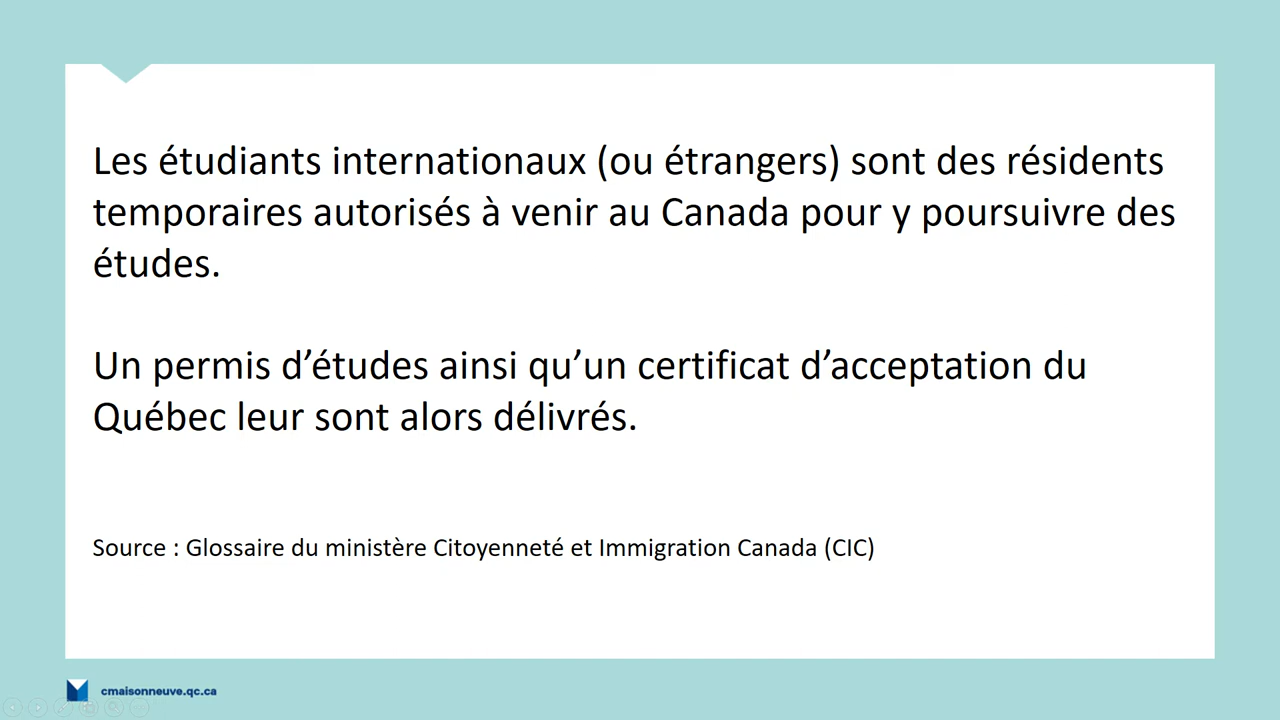 Les étudiants internationaux (ou étrangers) sont des résidents
temporaires autorisés à venir au Canada pour y poursuivre des
études.
Un permis d’études ainsi qu’un certificat d’acceptation du
Québec leur sont alors délivrés.
Source : Glossaire du ministère Citoyenneté et Immigration Canada (CIC)
cmaisonneuve.qc.ca